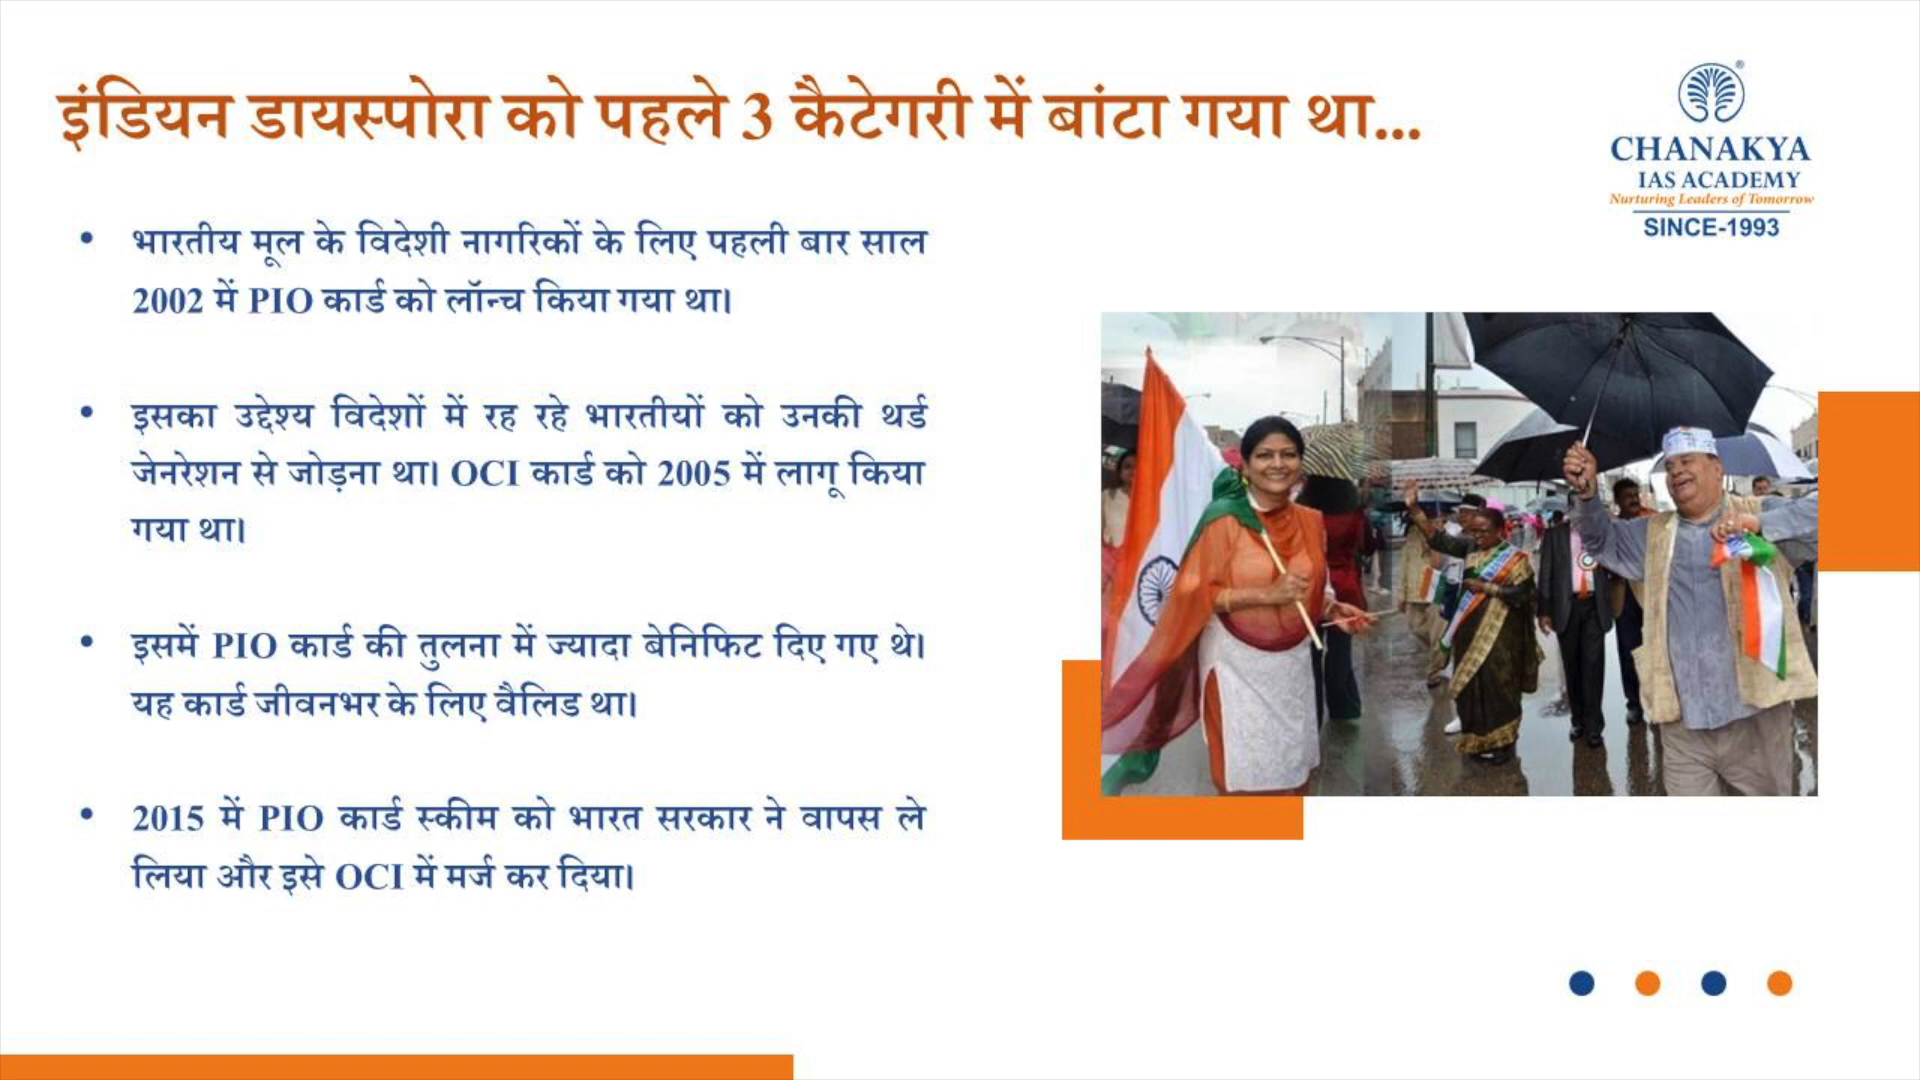 इंडियन डायस्पोरा को पहले 3 कैटेगरी में बांटा गया था...
®
CHANAKYA
IAS ACADEMY
Nurturing Leaders of Tomorrow
SINCE-1993
• भारतीय मूल के विदेशी नागरिकों के लिए पहली बार साल
2002 में PIO कार्ड को लॉन्च किया गया था।
• इसका उद्देश्य विदेशों में रह रहे भारतीयों को उनकी थर्ड
जेनरेशन से जोड़ना था। OCI कार्ड को 2005 में लागू किया
गया था।
• इसमें PIO कार्ड की तुलना में ज्यादा बेनिफिट दिए गए थे।
यह कार्ड जीवनभर के लिए वैलिड था।
• 2015 में PIO कार्ड स्कीम को भारत सरकार ने वापस ले
लिया और इसे OCI में मर्ज कर दिया।